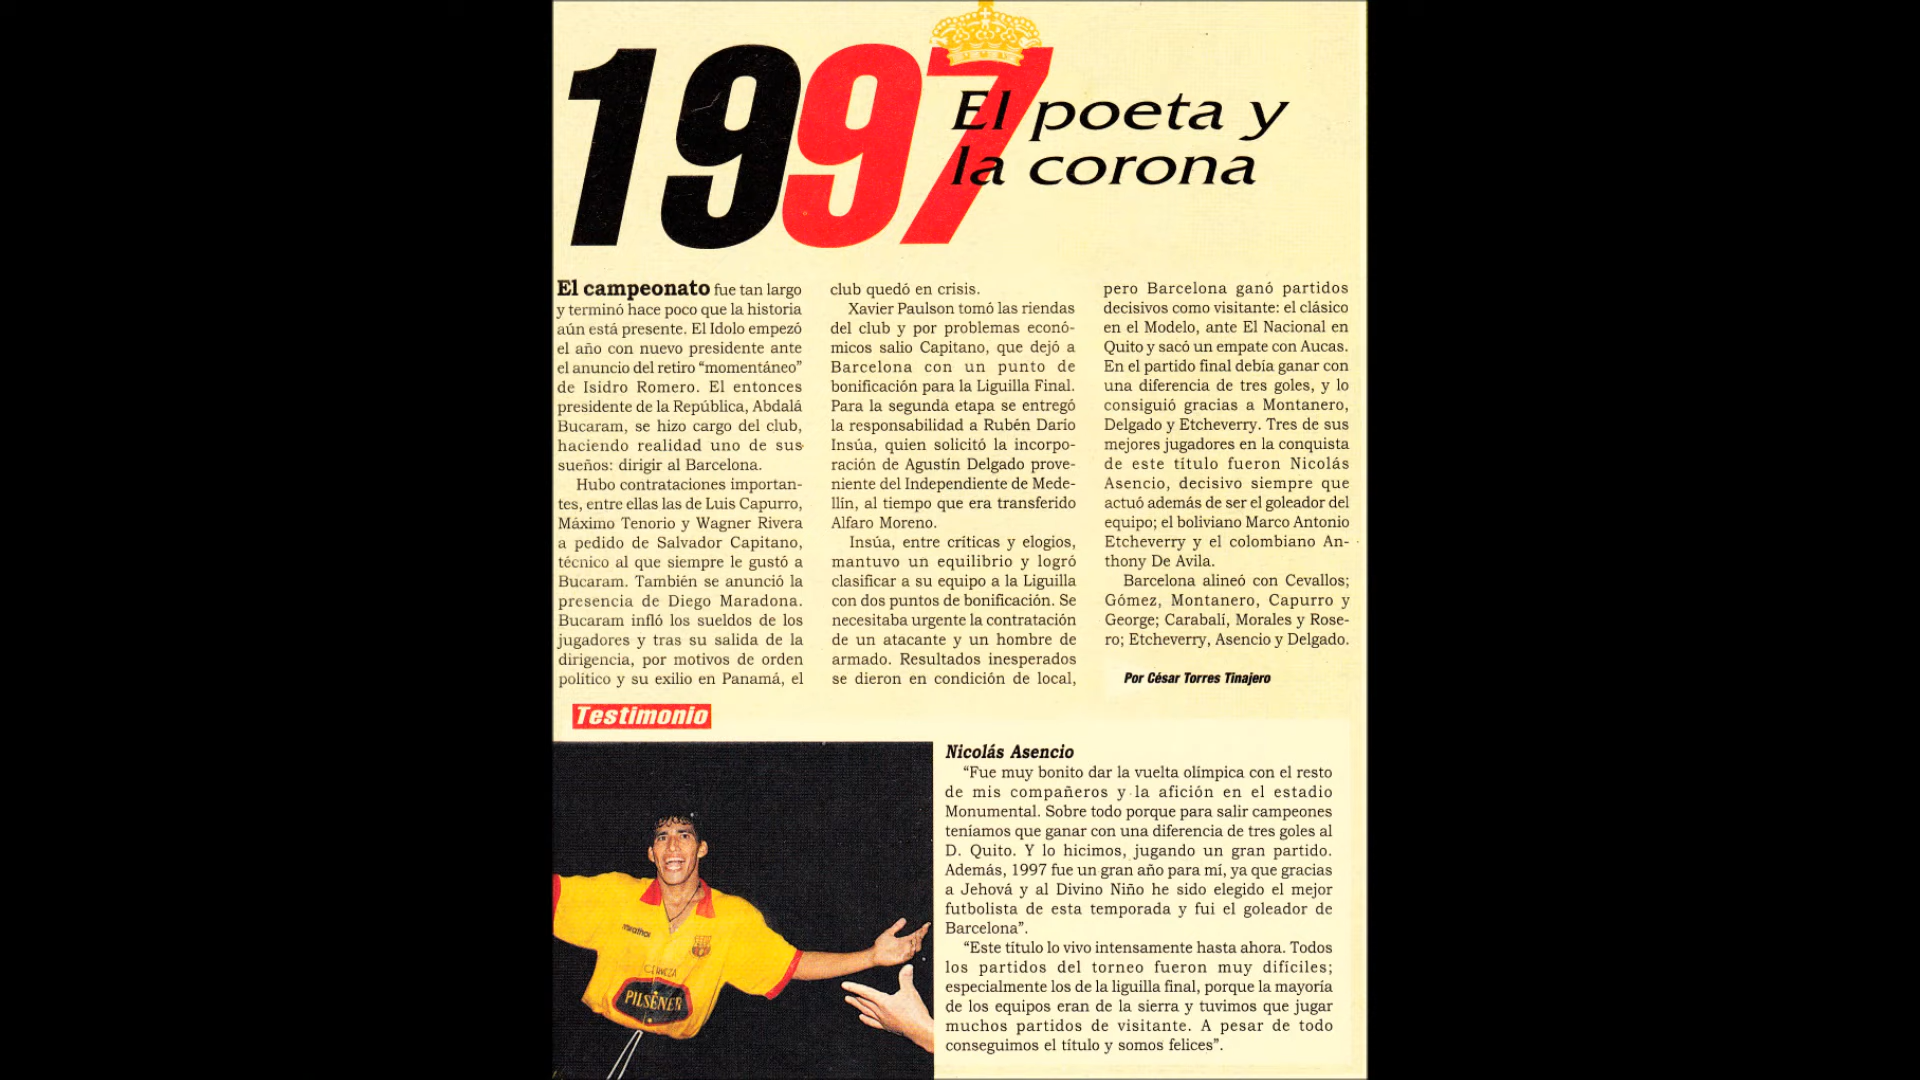 1997
El poeta y
la corona
El campeonato fue tan largo
y terminó hace poco que la historia
aún está presente. El Idolo empezó
el año con nuevo presidente ante
el anuncio del retiro “momentáneo”
de Isidro Romero. El entonces
presidente de la República, Abdalá
Bucaram, se hizo cargo del club,
haciendo realidad uno de sus
sueños: dirigir al Barcelona.
Hubo contrataciones importan-
tes, entre ellas las de Luis Capurro,
Máximo Tenorio y Wagner Rivera
a pedido de Salvador Capitano,
técnico al que siempre le gustó a
Bucaram. También se anunció la
presencia de Diego Maradona.
Bucaram infló los sueldos de los
jugadores y tras su salida de la
dirigencia, por motivos de orden
político y su exilio en Panamá, el
club quedó en crisis.
Xavier Paulson tomó las riendas
del club y por problemas econó-
micos salio Capitano, que dejó a
Barcelona con un punto de
bonificación para la Liguilla Final.
Para la segunda etapa se entregó
la responsabilidad a Rubén Darío
Insúa, quien solicitó la incorpo-
ración de Agustín Delgado prove-
niente del Independiente de Mede-
llín, al tiempo que era transferido
Alfaro Moreno.
Insúa, entre críticas y elogios,
mantuvo un equilibrio y logró
clasificar a su equipo a la Liguilla
con dos puntos de bonificación. Se
necesitaba urgente la contratación
de un atacante y un hombre de
armado. Resultados inesperados
se dieron en condición de local,
pero Barcelona ganó partidos
decisivos como visitante: el clásico
en el Modelo, ante El Nacional en
Quito y sacó un empate con Aucas.
En el partido final debía ganar con
una diferencia de tres goles, y lo
consiguió gracias a Montanero,
Delgado y Etcheverry. Tres de sus
mejores jugadores en la conquista
de este título fueron Nicolás
Asencio, decisivo siempre que
actuó además de ser el goleador del
equipo; el boliviano Marco Antonio
Etcheverry y el colombiano An-
thony De Avila.
Barcelona alineó con Cevallos;
Gómez, Montanero, Capurro y
George; Carabalí, Morales y Rose-
ro; Etcheverry, Asencio y Delgado.
Por César Torres Tinajero
Testimonio
Nicolás Asencio
“Fue muy bonito dar la vuelta olímpica con el resto
de mis compañeros y la afición en el estadio
Monumental. Sobre todo porque para salir campeones
teníamos que ganar con una diferencia de tres goles al
D. Quito. Y lo hicimos, jugando un gran partido.
Además, 1997 fue un gran año para mí, ya que gracias
a Jehová y al Divino Niño he sido elegido el mejor
futbolista de esta temporada y fui el goleador de
Barcelona”.
“Este título lo vivo intensamente hasta ahora. Todos
los partidos del torneo fueron muy difíciles;
especialmente los de la liguilla final, porque la mayoría
de los equipos eran de la sierra y tuvimos que jugar
muchos partidos de visitante. A pesar de todo
conseguimos el título y somos felices”.
marathon
CERVEZA
PILSENER